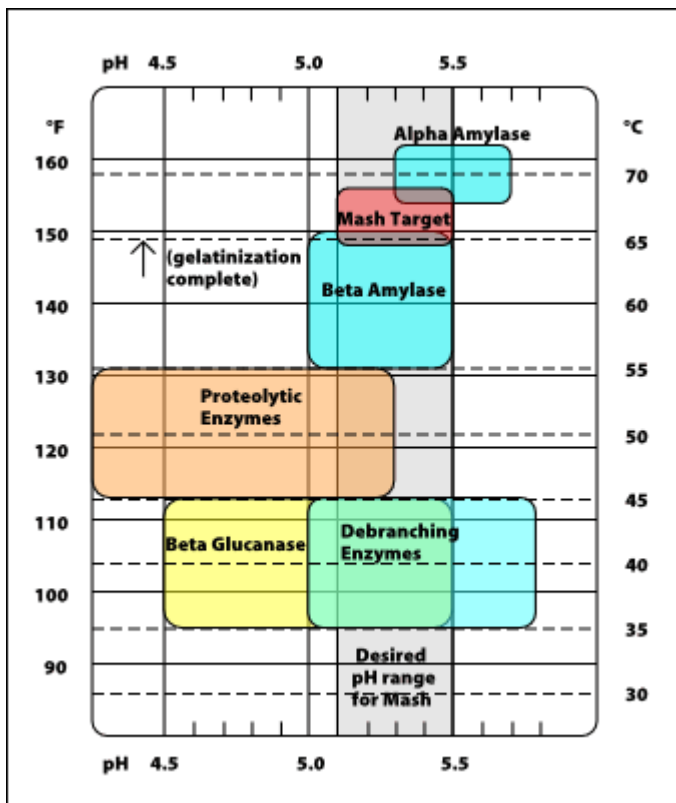 pH 4.5 5.0 5.5
°F °C
Alpha Amylase
160
70
Mash Target
150
65
(gelatinization
complete)
Beta Amylase
140
60
130
55
Proteolytic
Enzymes
120
50
110
45
Beta Glucanase
Debranching
Enzymes
100
40
35
Desired
pH range
for Mash
90
30
pH 4.5 5.0 5.5